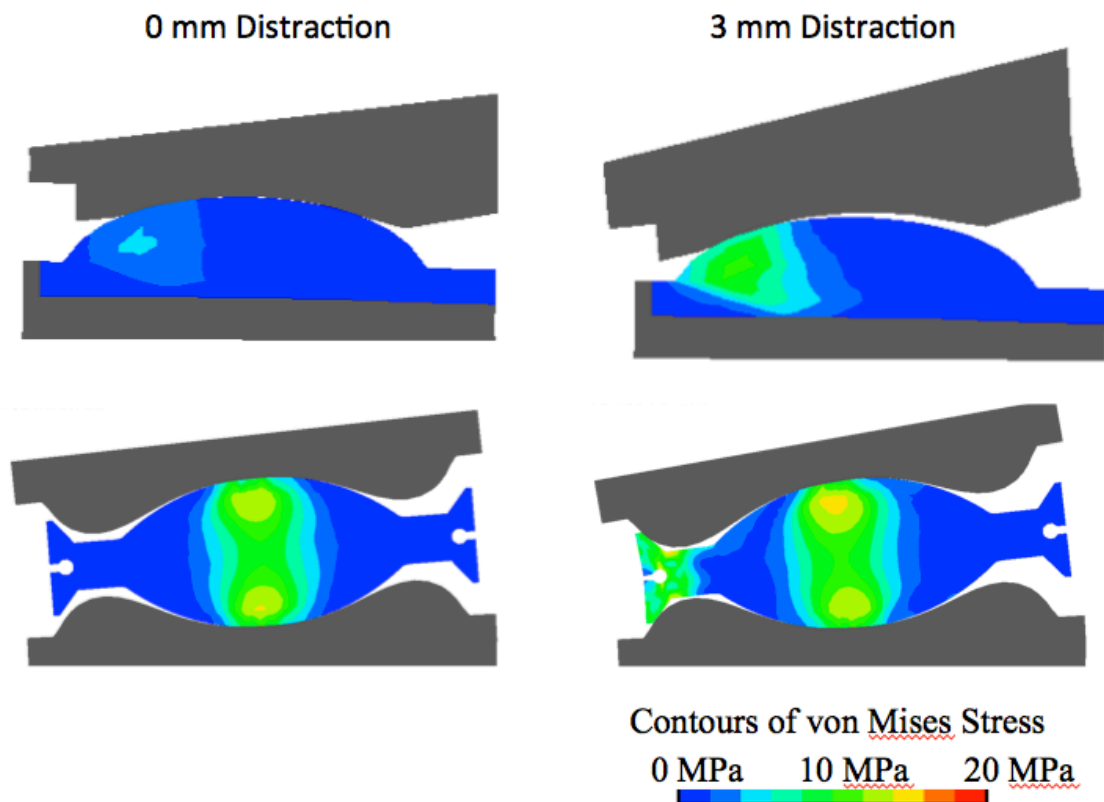 0 mm Distraction
3 mm Distraction
Contours of von Mises Stress
0 MPa 10 MPa 20 MPa